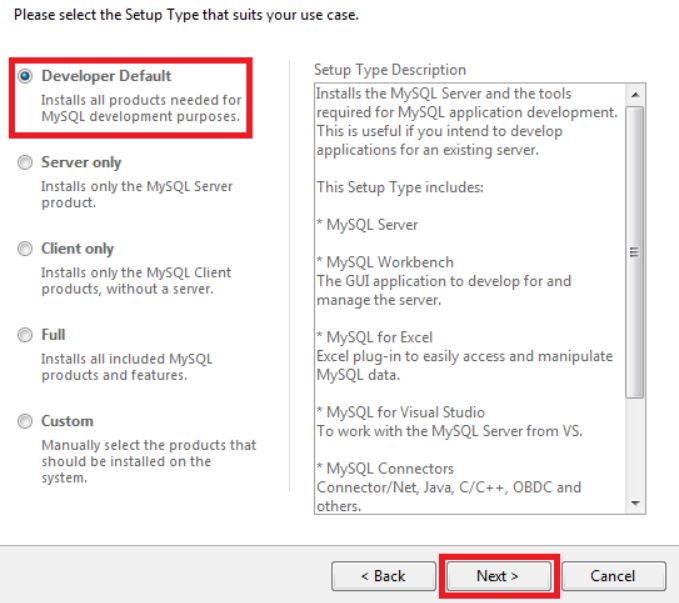 Please select the Setup Type that suits your use case.
Developer Default
Installs all products needed for
MySQL development purposes.
Server only
Installs only the MySQL Server
product.
Client only
Installs only the MySQL Client
products, without a server.
Full
Installs all included MySQL
products and features.
Custom
Manually select the products that
should be installed on the
system.
Setup Type Description
Installs the MySQL Server and the tools
required for MySQL application development.
This is useful if you intend to develop
applications for an existing server.
This Setup Type includes:
* MySQL Server
* MySQL Workbench
The GUI application to develop for and
manage the server.
* MySQL for Excel
Excel plug-in to easily access and manipulate
MySQL data.
* MySQL for Visual Studio
To work with the MySQL Server from VS.
* MySQL Connectors
Connector/Net, Java, C/C++, OBDC and
others.
< Back
Next >
Cancel